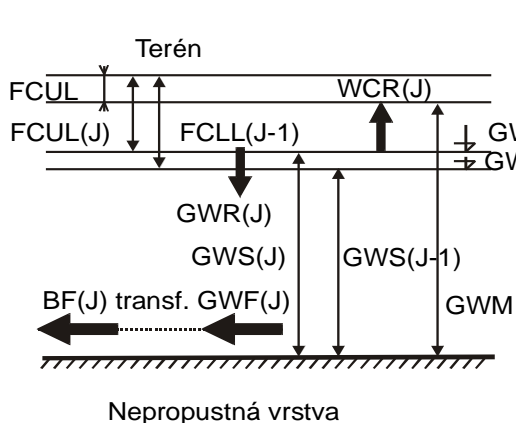 Terén
FCUL
WCR(J)
FCUL(J)
FCLL(J-1)
GWR(J)
GWS(J)
GWS(J-1)
BF(J) transf. GWF(J)
GWM
Nepropustná vrstva